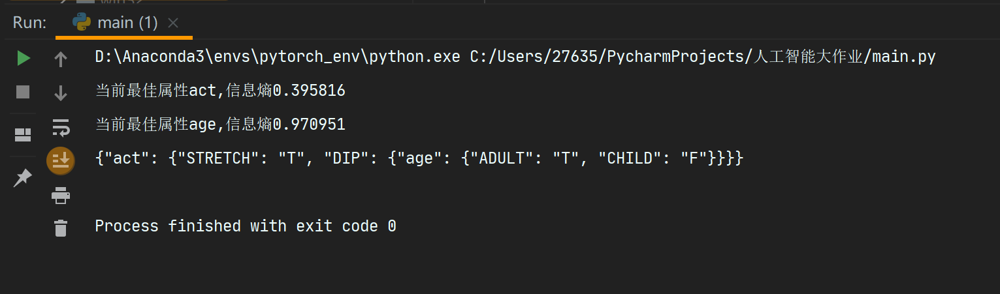 Run: main (1)
D:\Anaconda3\envs\pytorch_env\python.exe C:/Users/27635/PycharmProjects/人工智能大作业/main.py
当前最佳属性act,信息熵0.395816
当前最佳属性age,信息熵0.970951
{"act": {"STRETCH": "T", "DIP": {"age": {"ADULT": "T", "CHILD": "F"}}}}
Process finished with exit code 0